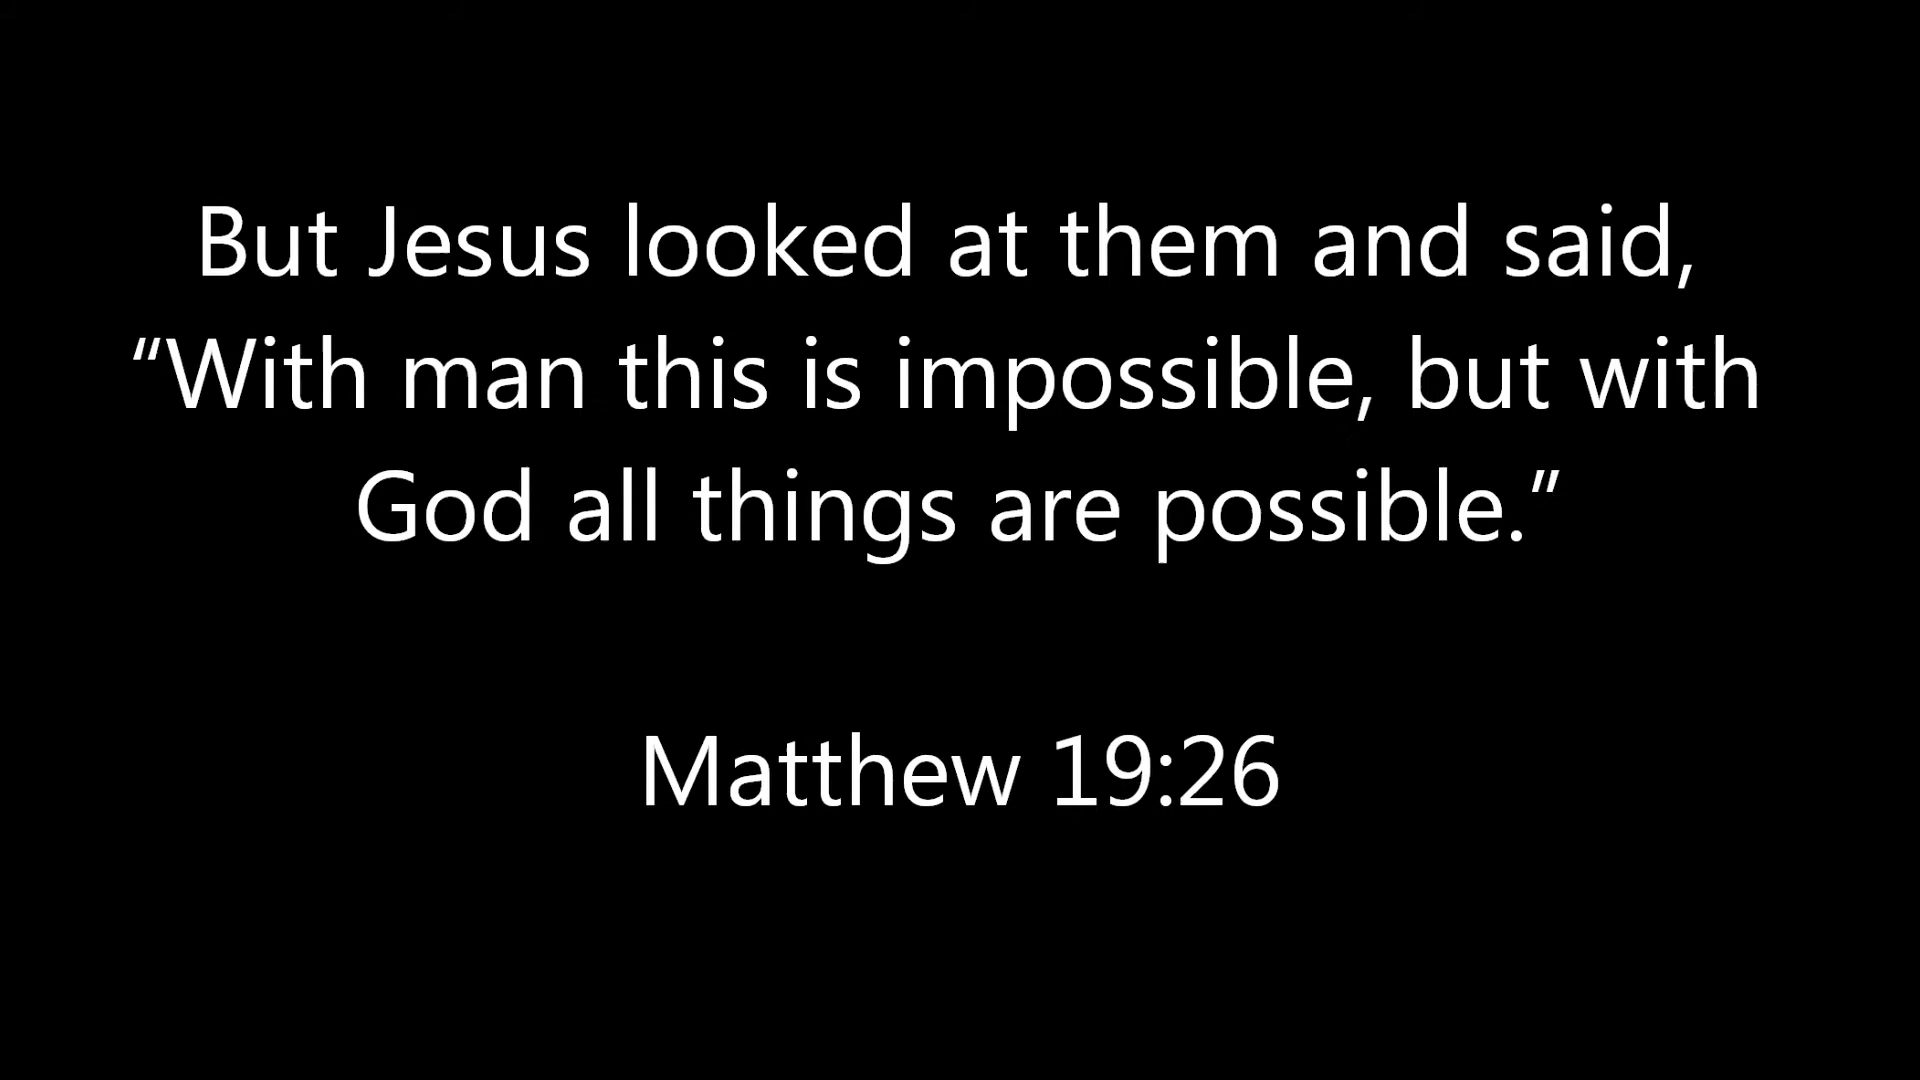 But Jesus looked at them and said,
“With man this is impossible, but with
God all things are possible.”
Matthew 19:26